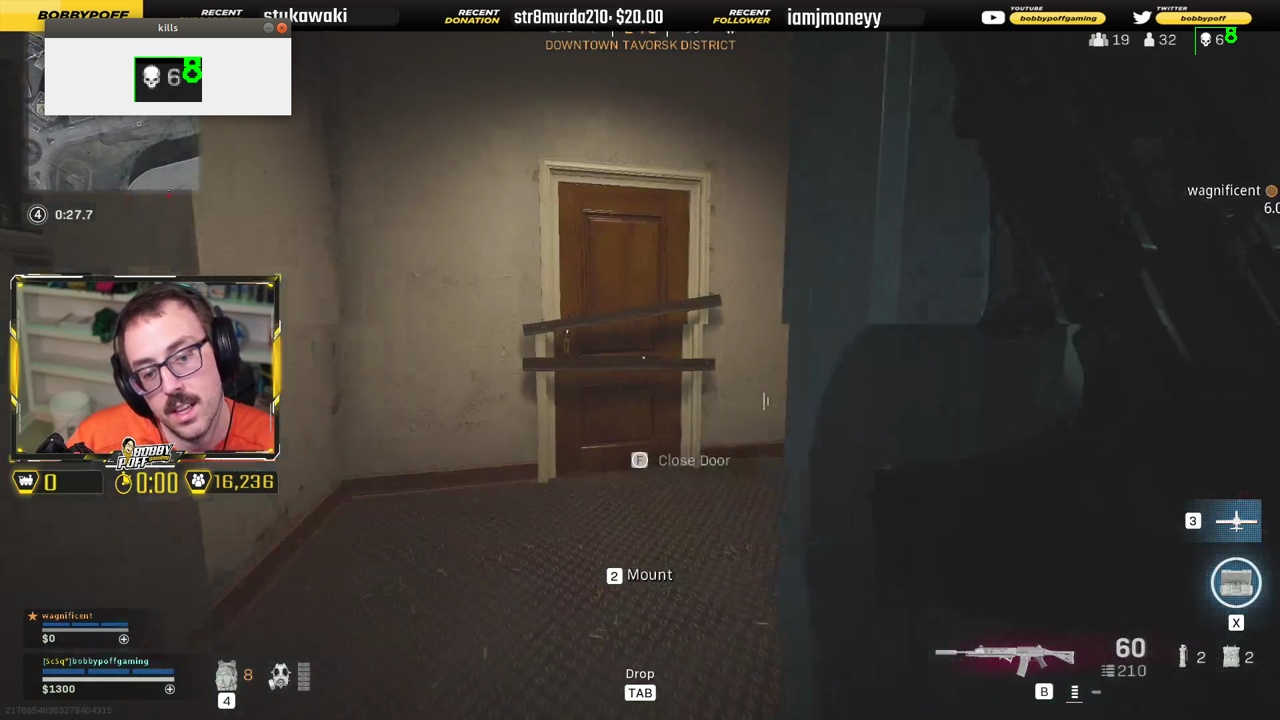 BOBBYPOFF
RECENT
stukawaki
RECENT
DONATION
str8murda210: $20.00
RECENT
FOLLOWER
iamjmoneyy
YOUTUBE
bobbypoffgaming
TWITTER
bobbypoff
kills
6 8
DOWNTOWN TAVORSK DISTRICT
19 32 6 8
4 0:27.7
wagnificent
6.0
BOBBY
POFF
0 0:00 16,236
F Close Door
2 Mount
3
X
wagnificent
$0
[ScSq*]bobbypoffgaming
$1300
8
4
Drop
TAB
60
210
2 2
B